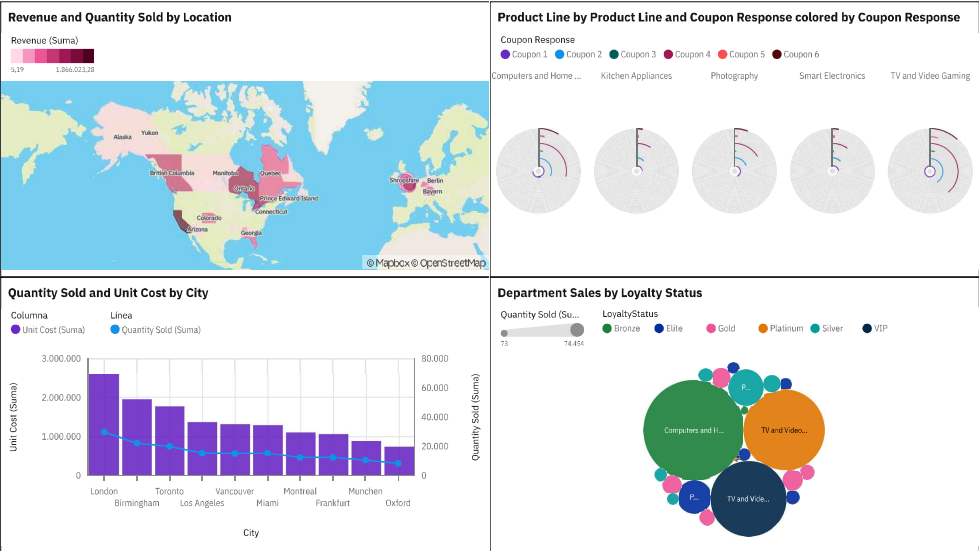 Revenue and Quantity Sold by Location
Revenue (Suma)
5,19 1.866.023,28
Alaska
Yukon
British Columbia
Manitoba
Ontario
Quebec
Prince Edward Island
Connecticut
Colorado
Arizona
Georgia
Shropshire
Berlin
Bayern
© Mapbox © OpenStreetMap
Product Line by Product Line and Coupon Response colored by Coupon Response
Coupon Response
Coupon 1 Coupon 2 Coupon 3 Coupon 4 Coupon 5 Coupon 6
Computers and Home ... Kitchen Appliances Photography Smart Electronics TV and Video Gaming
Quantity Sold and Unit Cost by City
Columna Línea
Unit Cost (Suma) Quantity Sold (Suma)
Unit Cost (Suma)
3.000.000
2.000.000
1.000.000
0
80.000
60.000
40.000
20.000
0
Quantity Sold (Suma)
London Toronto Vancouver Montreal Munchen
Birmingham Los Angeles Miami Frankfurt Oxford
City
Department Sales by Loyalty Status
Quantity Sold (Su... LoyaltyStatus
Bronze Elite Gold Platinum Silver VIP
73 74.454
P...
Computers and H...
TV and Video...
P...
TV and Vide...